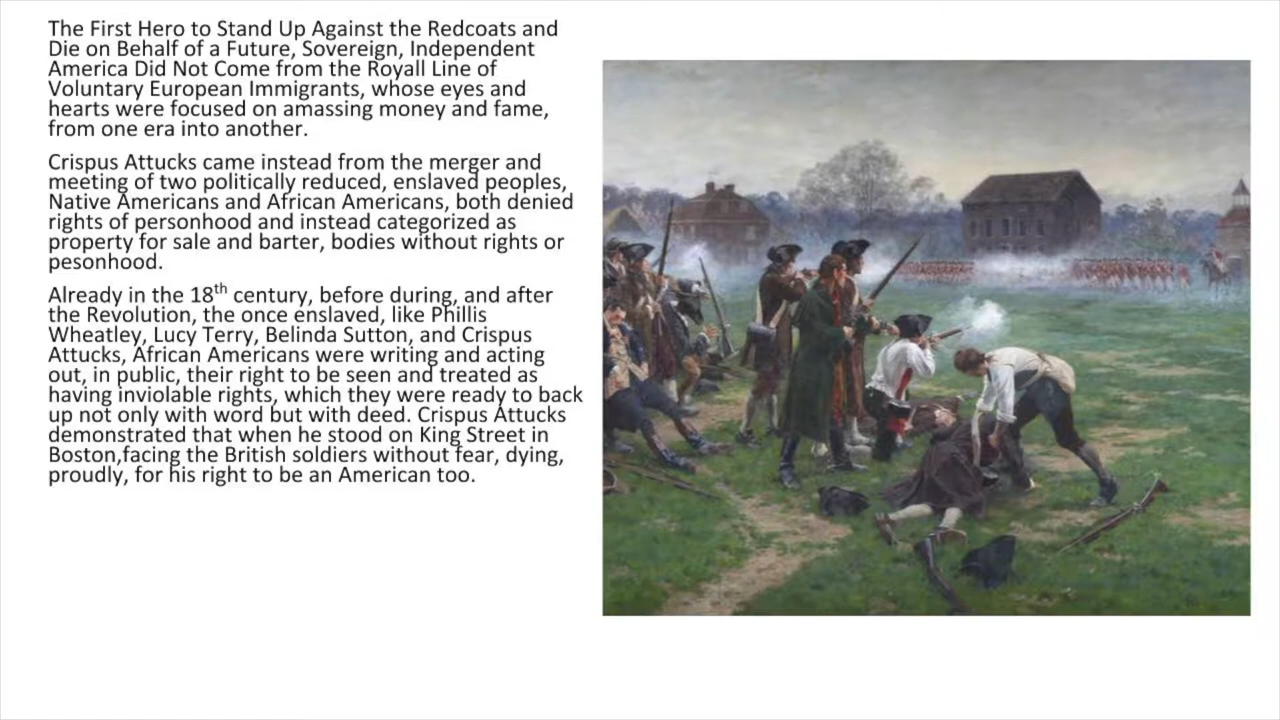 The First Hero to Stand Up Against the Redcoats and
Die on Behalf of a Future, Sovereign, Independent
America Did Not Come from the Royall Line of
Voluntary European Immigrants, whose eyes and
hearts were focused on amassing money and fame,
from one era into another.
Crispus Attucks came instead from the merger and
meeting of two politically reduced, enslaved peoples,
Native Americans and African Americans, both denied
rights of personhood and instead categorized as
property for sale and barter, bodies without rights or
pesonhood.
Already in the 18th century, before during, and after
the Revolution, the once enslaved, like Phillis
Wheatley, Lucy Terry, Belinda Sutton, and Crispus
Attucks, African Americans were writing and acting
out, in public, their right to be seen and treated as
having inviolable rights, which they were ready to back
up not only with word but with deed. Crispus Attucks
demonstrated that when he stood on King Street in
Boston,facing the British soldiers without fear, dying,
proudly, for his right to be an American too.